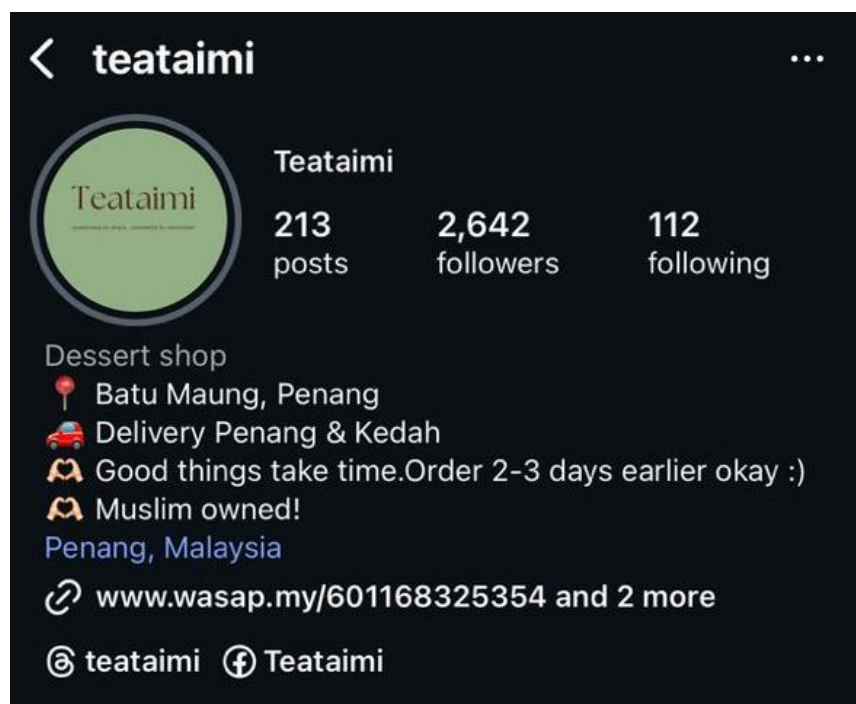 teataimi
Teataimi
Teataimi
213 2,642 112
posts followers following
Dessert shop
📍 Batu Maung, Penang
🚗 Delivery Penang & Kedah
🫶🏻 Good things take time.Order 2-3 days earlier okay :)
🫶🏻 Muslim owned!
Penang, Malaysia
www.wasap.my/601168325354 and 2 more
teataimi Teataimi